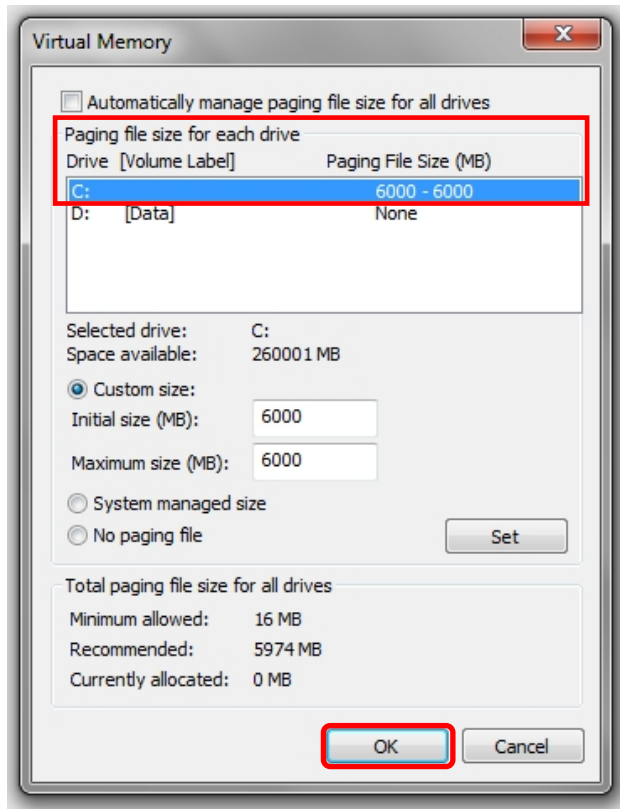 Virtual Memory
Automatically manage paging file size for all drives
Paging file size for each drive
Drive [Volume Label] Paging File Size (MB)
C: 6000 - 6000
D: [Data] None
Selected drive: C:
Space available: 260001 MB
Custom size:
Initial size (MB): 6000
Maximum size (MB): 6000
System managed size
No paging file Set
Total paging file size for all drives
Minimum allowed: 16 MB
Recommended: 5974 MB
Currently allocated: 0 MB
OK Cancel